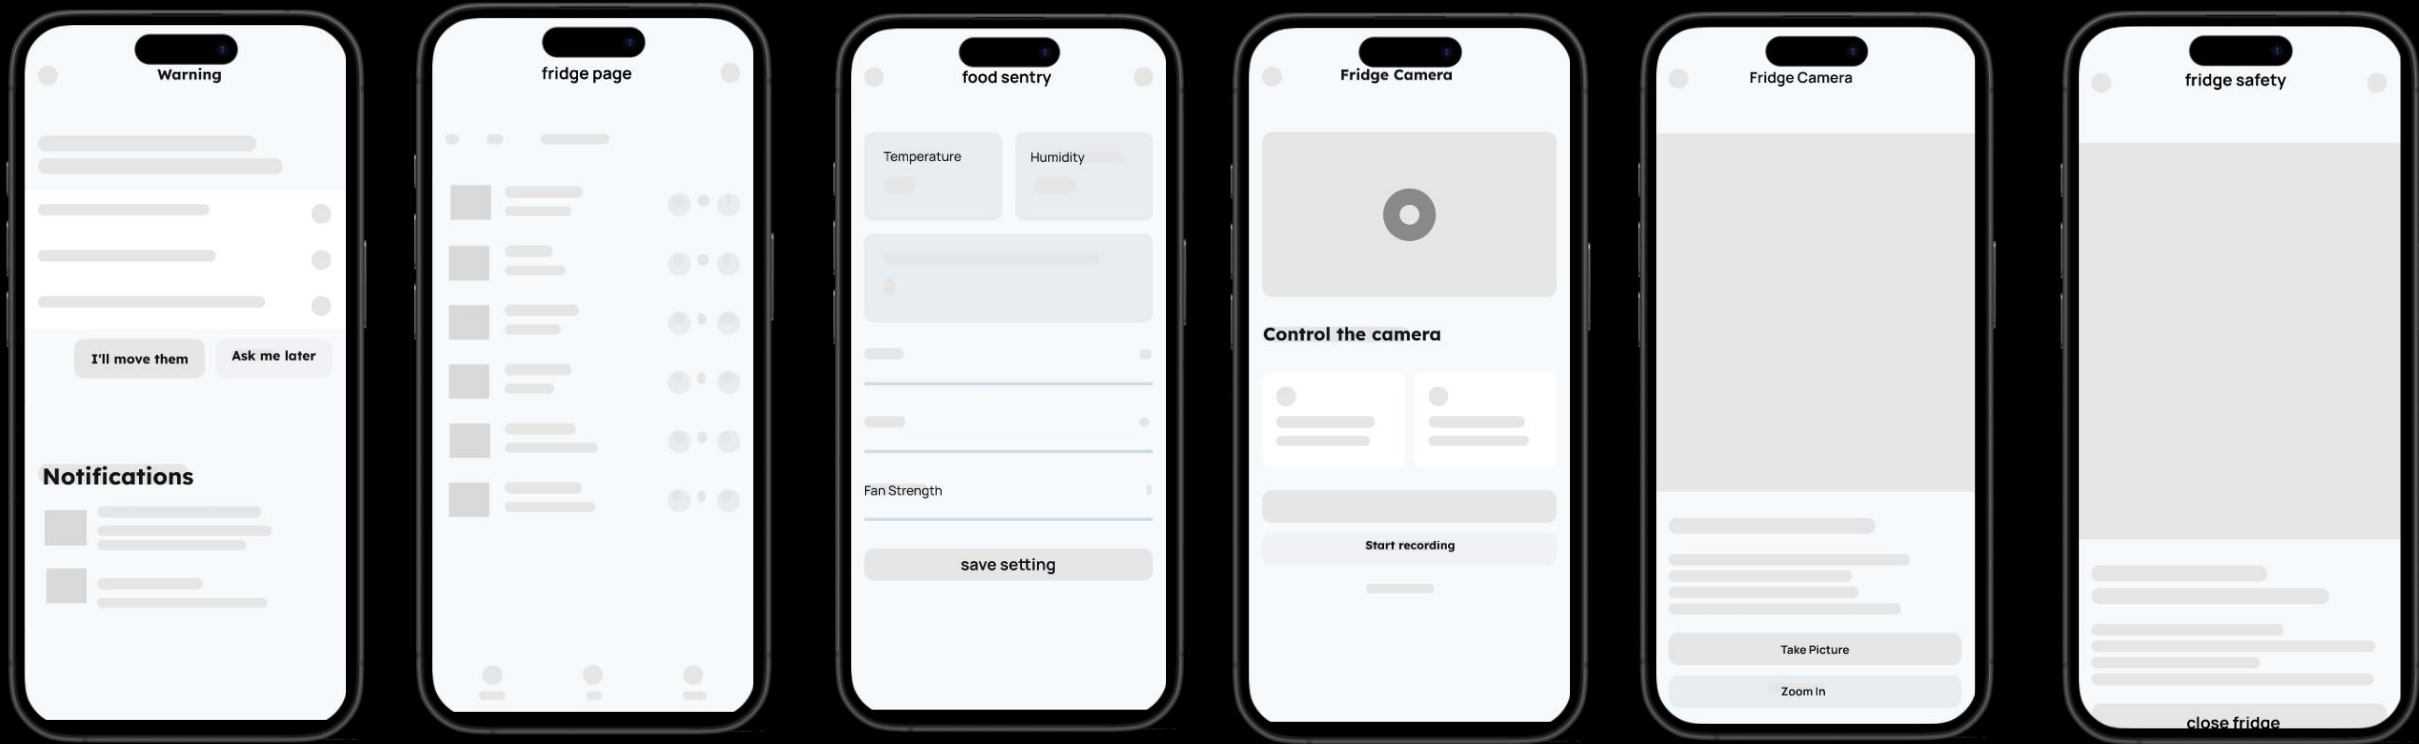 Warning
I'll move them
Ask me later
Notifications
fridge page
food sentry
Temperature
Humidity
Fan Strength
save setting
Fridge Camera
Control the camera
Start recording
Fridge Camera
Take Picture
Zoom In
fridge safety
close fridge